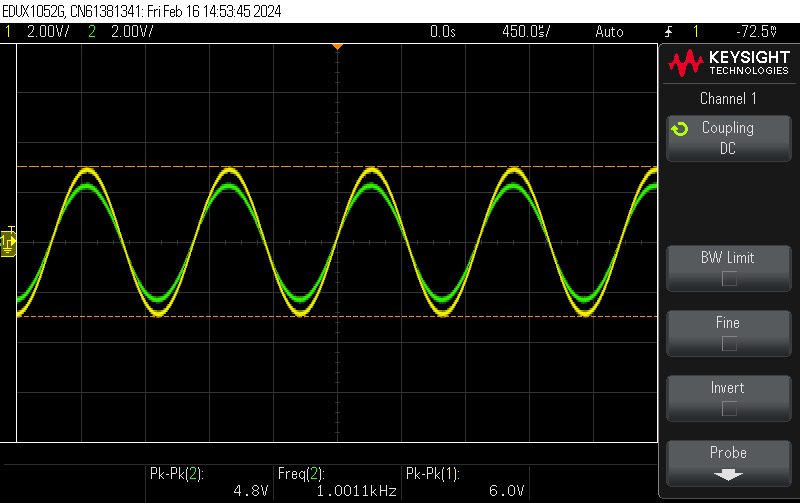 EDUX1052G, CN61381341: Fri Feb 16 14:53:45 2024
1 2.00V/ 2 2.00V/ 0.0s 450.0㎲/ Auto 1 -72.5㎷
KEYSIGHT
TECHNOLOGIES
Channel 1
Coupling
DC
BW Limit
Fine
Invert
Probe
Pk-Pk(2): Freq(2): Pk-Pk(1):
4.8V 1.0011kHz 6.0V